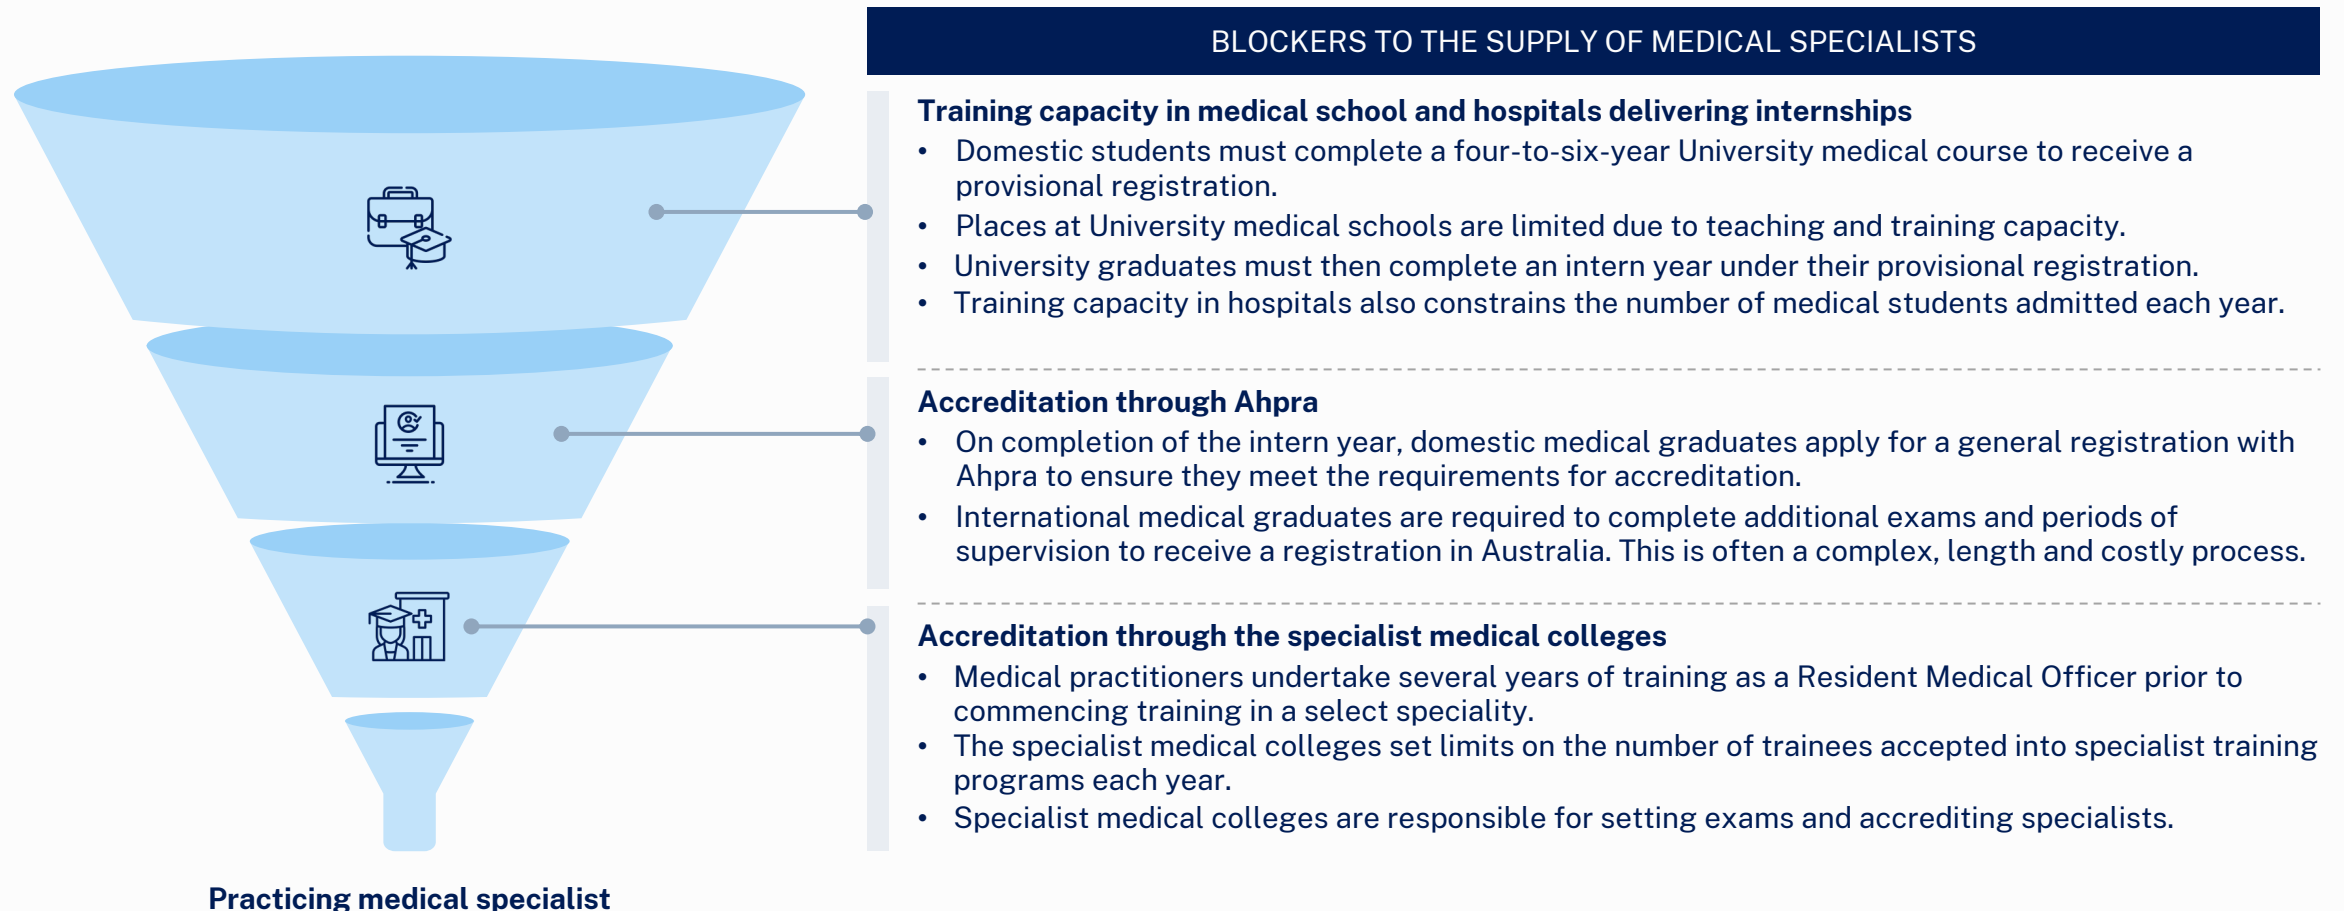 BLOCKERS TO THE SUPPLY OF MEDICAL SPECIALISTS
Training capacity in medical school and hospitals delivering internships
• Domestic students must complete a four-to-six-year University medical course to receive a
provisional registration.
• Places at University medical schools are limited due to teaching and training capacity.
• University graduates must then complete an intern year under their provisional registration.
• Training capacity in hospitals also constrains the number of medical students admitted each year.
Accreditation through Ahpra
• On completion of the intern year, domestic medical graduates apply for a general registration with
Ahpra to ensure they meet the requirements for accreditation.
• International medical graduates are required to complete additional exams and periods of
supervision to receive a registration in Australia. This is often a complex, length and costly process.
Accreditation through the specialist medical colleges
• Medical practitioners undertake several years of training as a Resident Medical Officer prior to
commencing training in a select speciality.
• The specialist medical colleges set limits on the number of trainees accepted into specialist training
programs each year.
• Specialist medical colleges are responsible for setting exams and accrediting specialists.
Practicing medical specialist